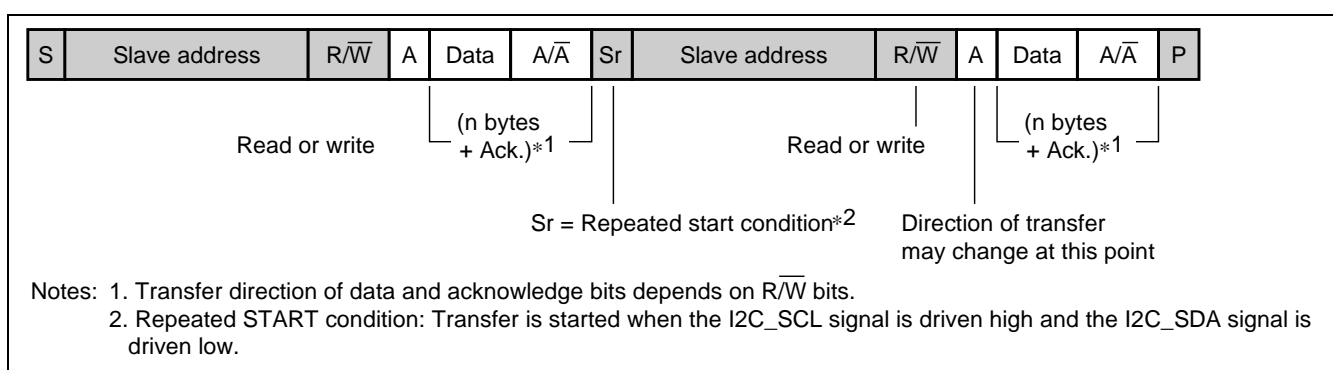 S Slave address R/W̅ A Data A/A̅ Sr Slave address R/W̅ A Data A/A̅ P
Read or write (n bytes + Ack.)*1 Read or write (n bytes + Ack.)*1
Sr = Repeated start condition*2
Direction of transfer
may change at this point
Notes: 1. Transfer direction of data and acknowledge bits depends on R/W̅ bits.
2. Repeated START condition: Transfer is started when the I2C_SCL signal is driven high and the I2C_SDA signal is
driven low.